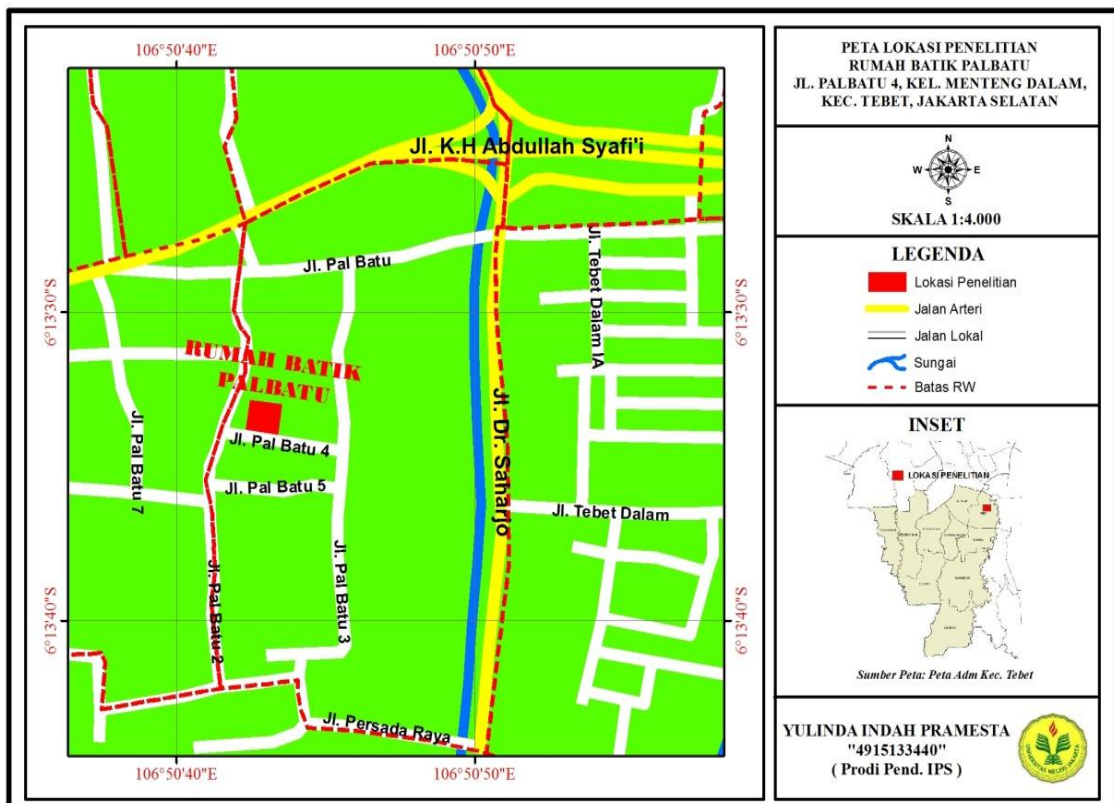 106°50'40"E
106°50'50"E
6°13'30"S
6°13'30"S
6°13'40"S
6°13'40"S
106°50'40"E
106°50'50"E
Jl. K.H Abdullah Syafi'i
Jl. Pal Batu
Jl. Tebet Dalam IA
RUMAH BATIK
PALBATU
Jl. Pal Batu 4
Jl. Pal Batu 5
Jl. Pal Batu 7
Jl. Dr. Saharjo
Jl. Tebet Dalam
Jl. Pal Batu 2
Jl. Pal Batu 3
Jl. Persada Raya
PETA LOKASI PENELITIAN
RUMAH BATIK PALBATU
JL. PALBATU 4, KEL. MENTENG DALAM,
KEC. TEBET, JAKARTA SELATAN
N
W
E
S
SKALA 1:4.000
LEGENDA
Lokasi Penelitian
Jalan Arteri
Jalan Lokal
Sungai
Batas RW
INSET
LOKASI PENELITIAN
Sumber Peta: Peta Adm Kec. Tebet
YULINDA INDAH PRAMESTA
"4915133440"
( Prodi Pend. IPS )
UNIVERSITAS NEGERI JAKARTA